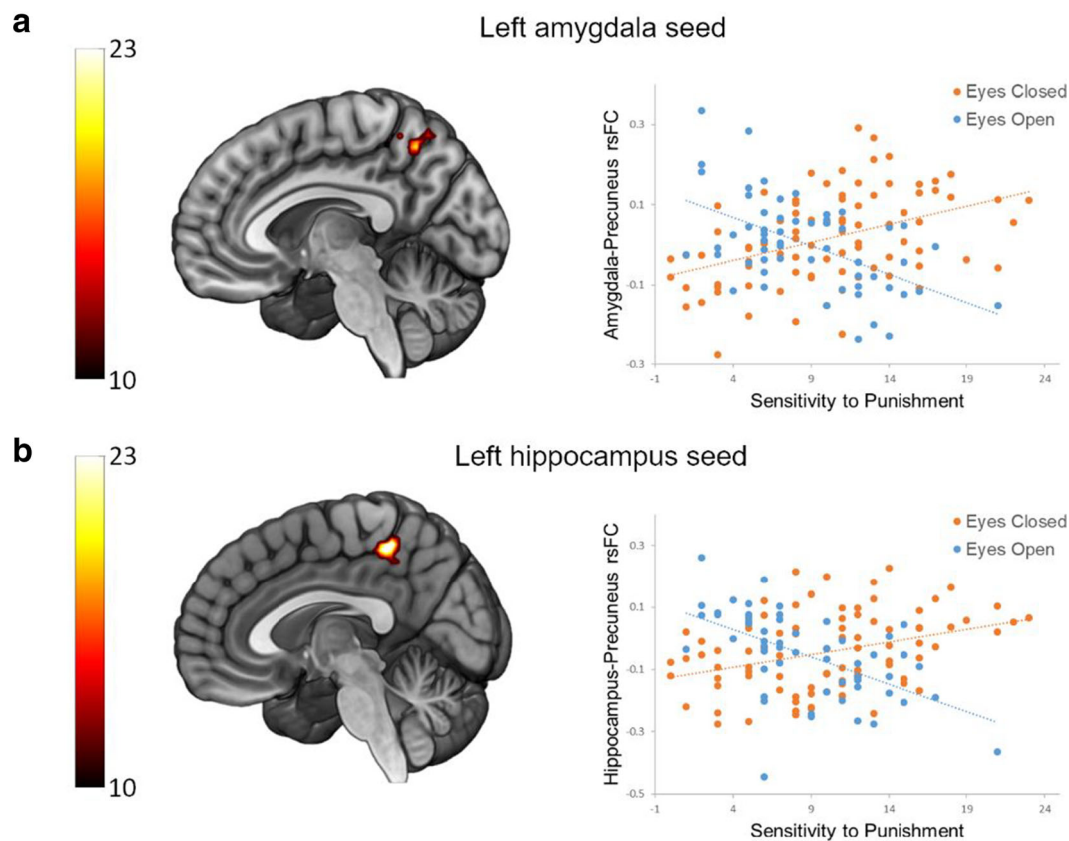 a
Left amygdala seed
23
10
Eyes Closed
Eyes Open
Amygdala-Precuneus rsFC
0.3
0.1
-0.1
-0.3
-1 4 9 14 19 24
Sensitivity to Punishment
b
Left hippocampus seed
23
10
Eyes Closed
Eyes Open
Hippocampus-Precuneus rsFC
0.3
0.1
-0.1
-0.3
-0.5
-1 4 9 14 19 24
Sensitivity to Punishment